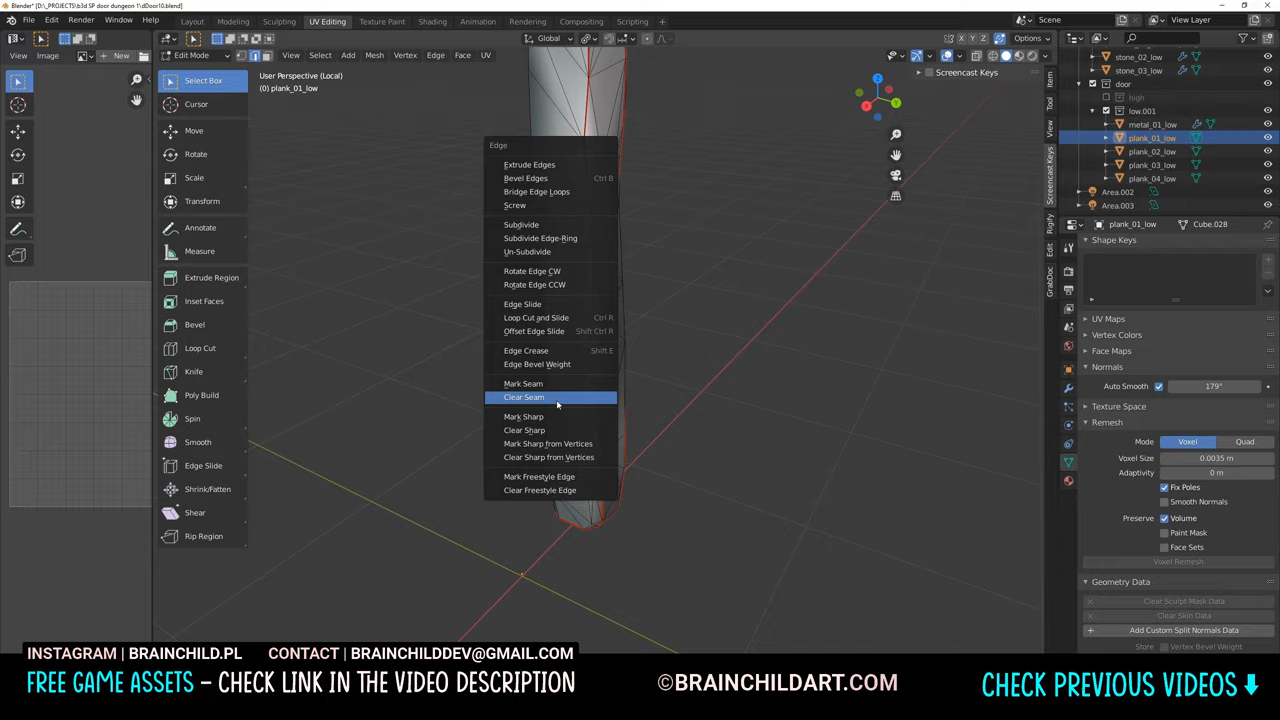 Blender* [D:\_PROJECTS\b3d SP door dungeon 1\dDoor10.blend]
File Edit Render Window Help Layout Modeling Sculpting UV Editing Texture Paint Shading Animation Rendering Compositing Scripting Scene View Layer
Global Options
View Image New Edit Mode View Select Add Mesh Vertex Edge Face UV
User Perspective (Local)
(0) plank_01_low
Screencast Keys
Select Box
Cursor
Move
Rotate
Scale
Transform
Annotate
Measure
Extrude Region
Inset Faces
Bevel
Loop Cut
Knife
Poly Build
Spin
Smooth
Edge Slide
Shrink/Fatten
Shear
Rip Region
Edge
Extrude Edges
Bevel Edges Ctrl B
Bridge Edge Loops
Screw
Subdivide
Subdivide Edge-Ring
Un-Subdivide
Rotate Edge CW
Rotate Edge CCW
Edge Slide
Loop Cut and Slide Ctrl R
Offset Edge Slide Shift Ctrl R
Edge Crease Shift E
Edge Bevel Weight
Mark Seam
Clear Seam
Mark Sharp
Clear Sharp
Mark Sharp from Vertices
Clear Sharp from Vertices
Mark Freestyle Edge
Clear Freestyle Edge
Item
Tool
View
Screencast Keys
Rigify
Edit
GrabDoc
stone_02_low
stone_03_low
door
high
low.001
metal_01_low
plank_01_low
plank_02_low
plank_03_low
plank_04_low
Area.002
Area.003
plank_01_low Cube.028
Shape Keys
UV Maps
Vertex Colors
Face Maps
Normals
Auto Smooth 179°
Texture Space
Remesh
Mode Voxel Quad
Voxel Size 0.0035 m
Adaptivity 0 m
Fix Poles
Smooth Normals
Preserve Volume
Paint Mask
Face Sets
Voxel Remesh
Geometry Data
Clear Sculpt-Mask Data
Clear Skin Data
Add Custom Split Normals Data
Store Vertex Bevel Weight
INSTAGRAM | BRAINCHILD.PL CONTACT | BRAINCHILDDEV@GMAIL.COM
FREE GAME ASSETS – CHECK LINK IN THE VIDEO DESCRIPTION
©BRAINCHILDART.COM
CHECK PREVIOUS VIDEOS